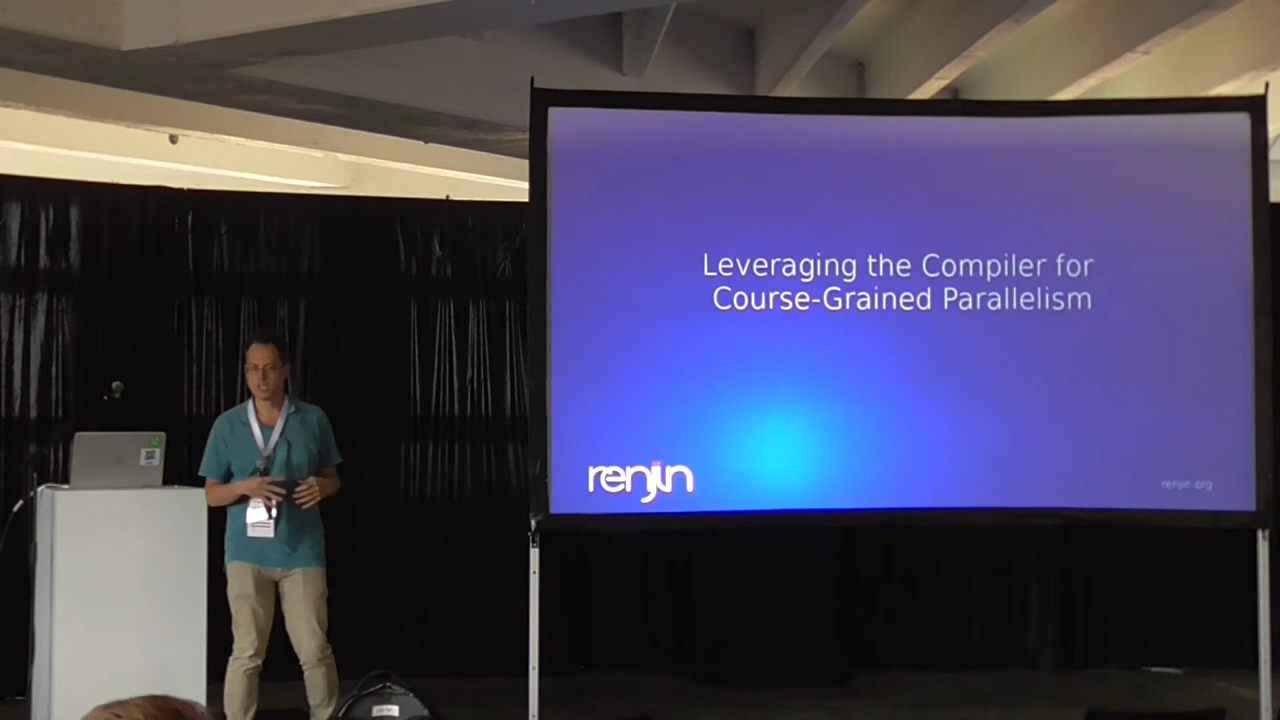 Leveraging the Compiler for
Course-Grained Parallelism
renjin
renjin.org